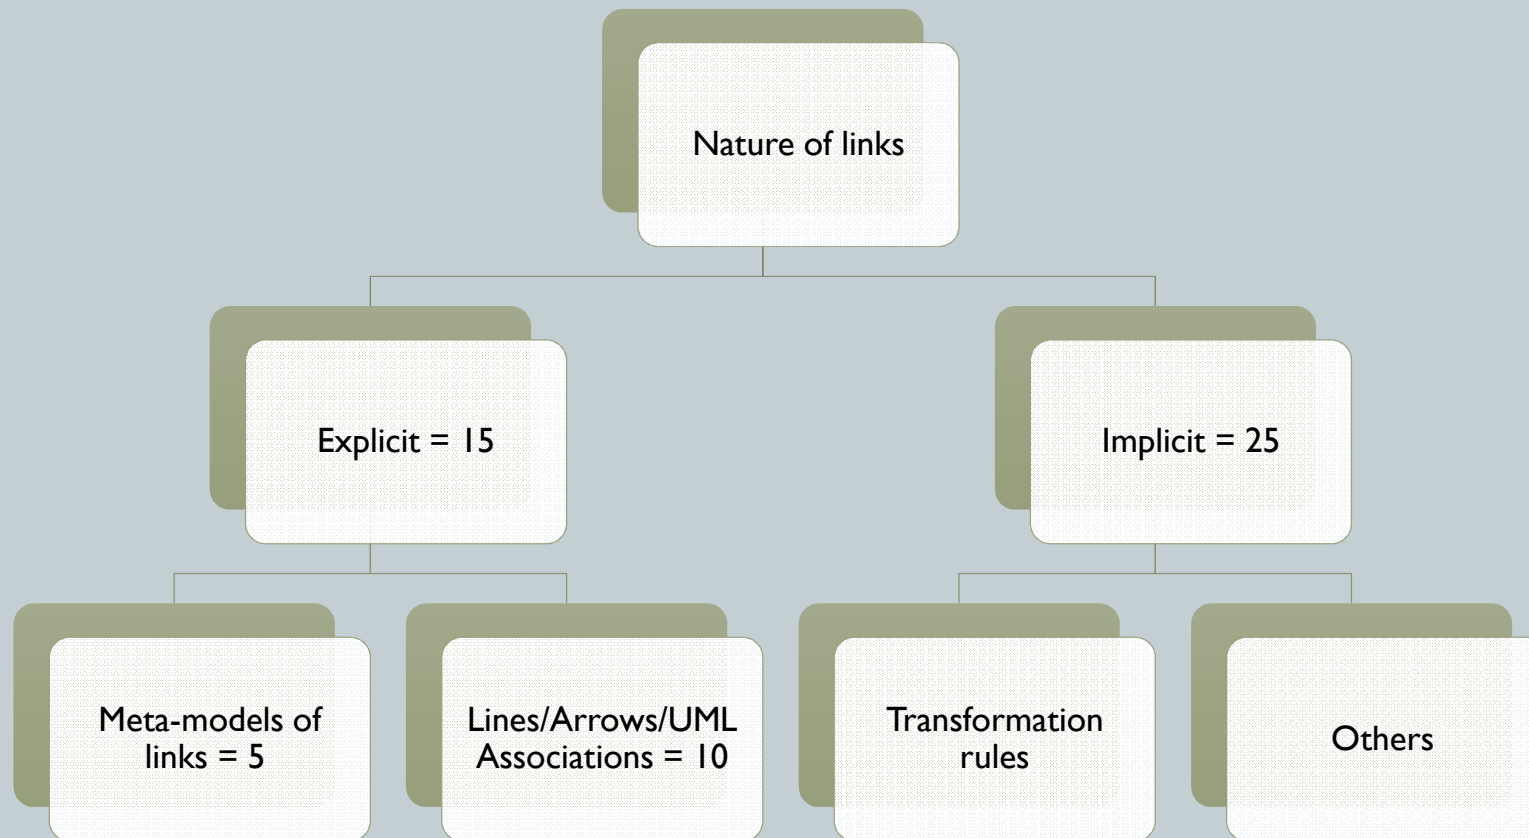 Nature of links
Explicit = 15
Implicit = 25
Meta-models of
links = 5
Lines/Arrows/UML
Associations = 10
Transformation
rules
Others